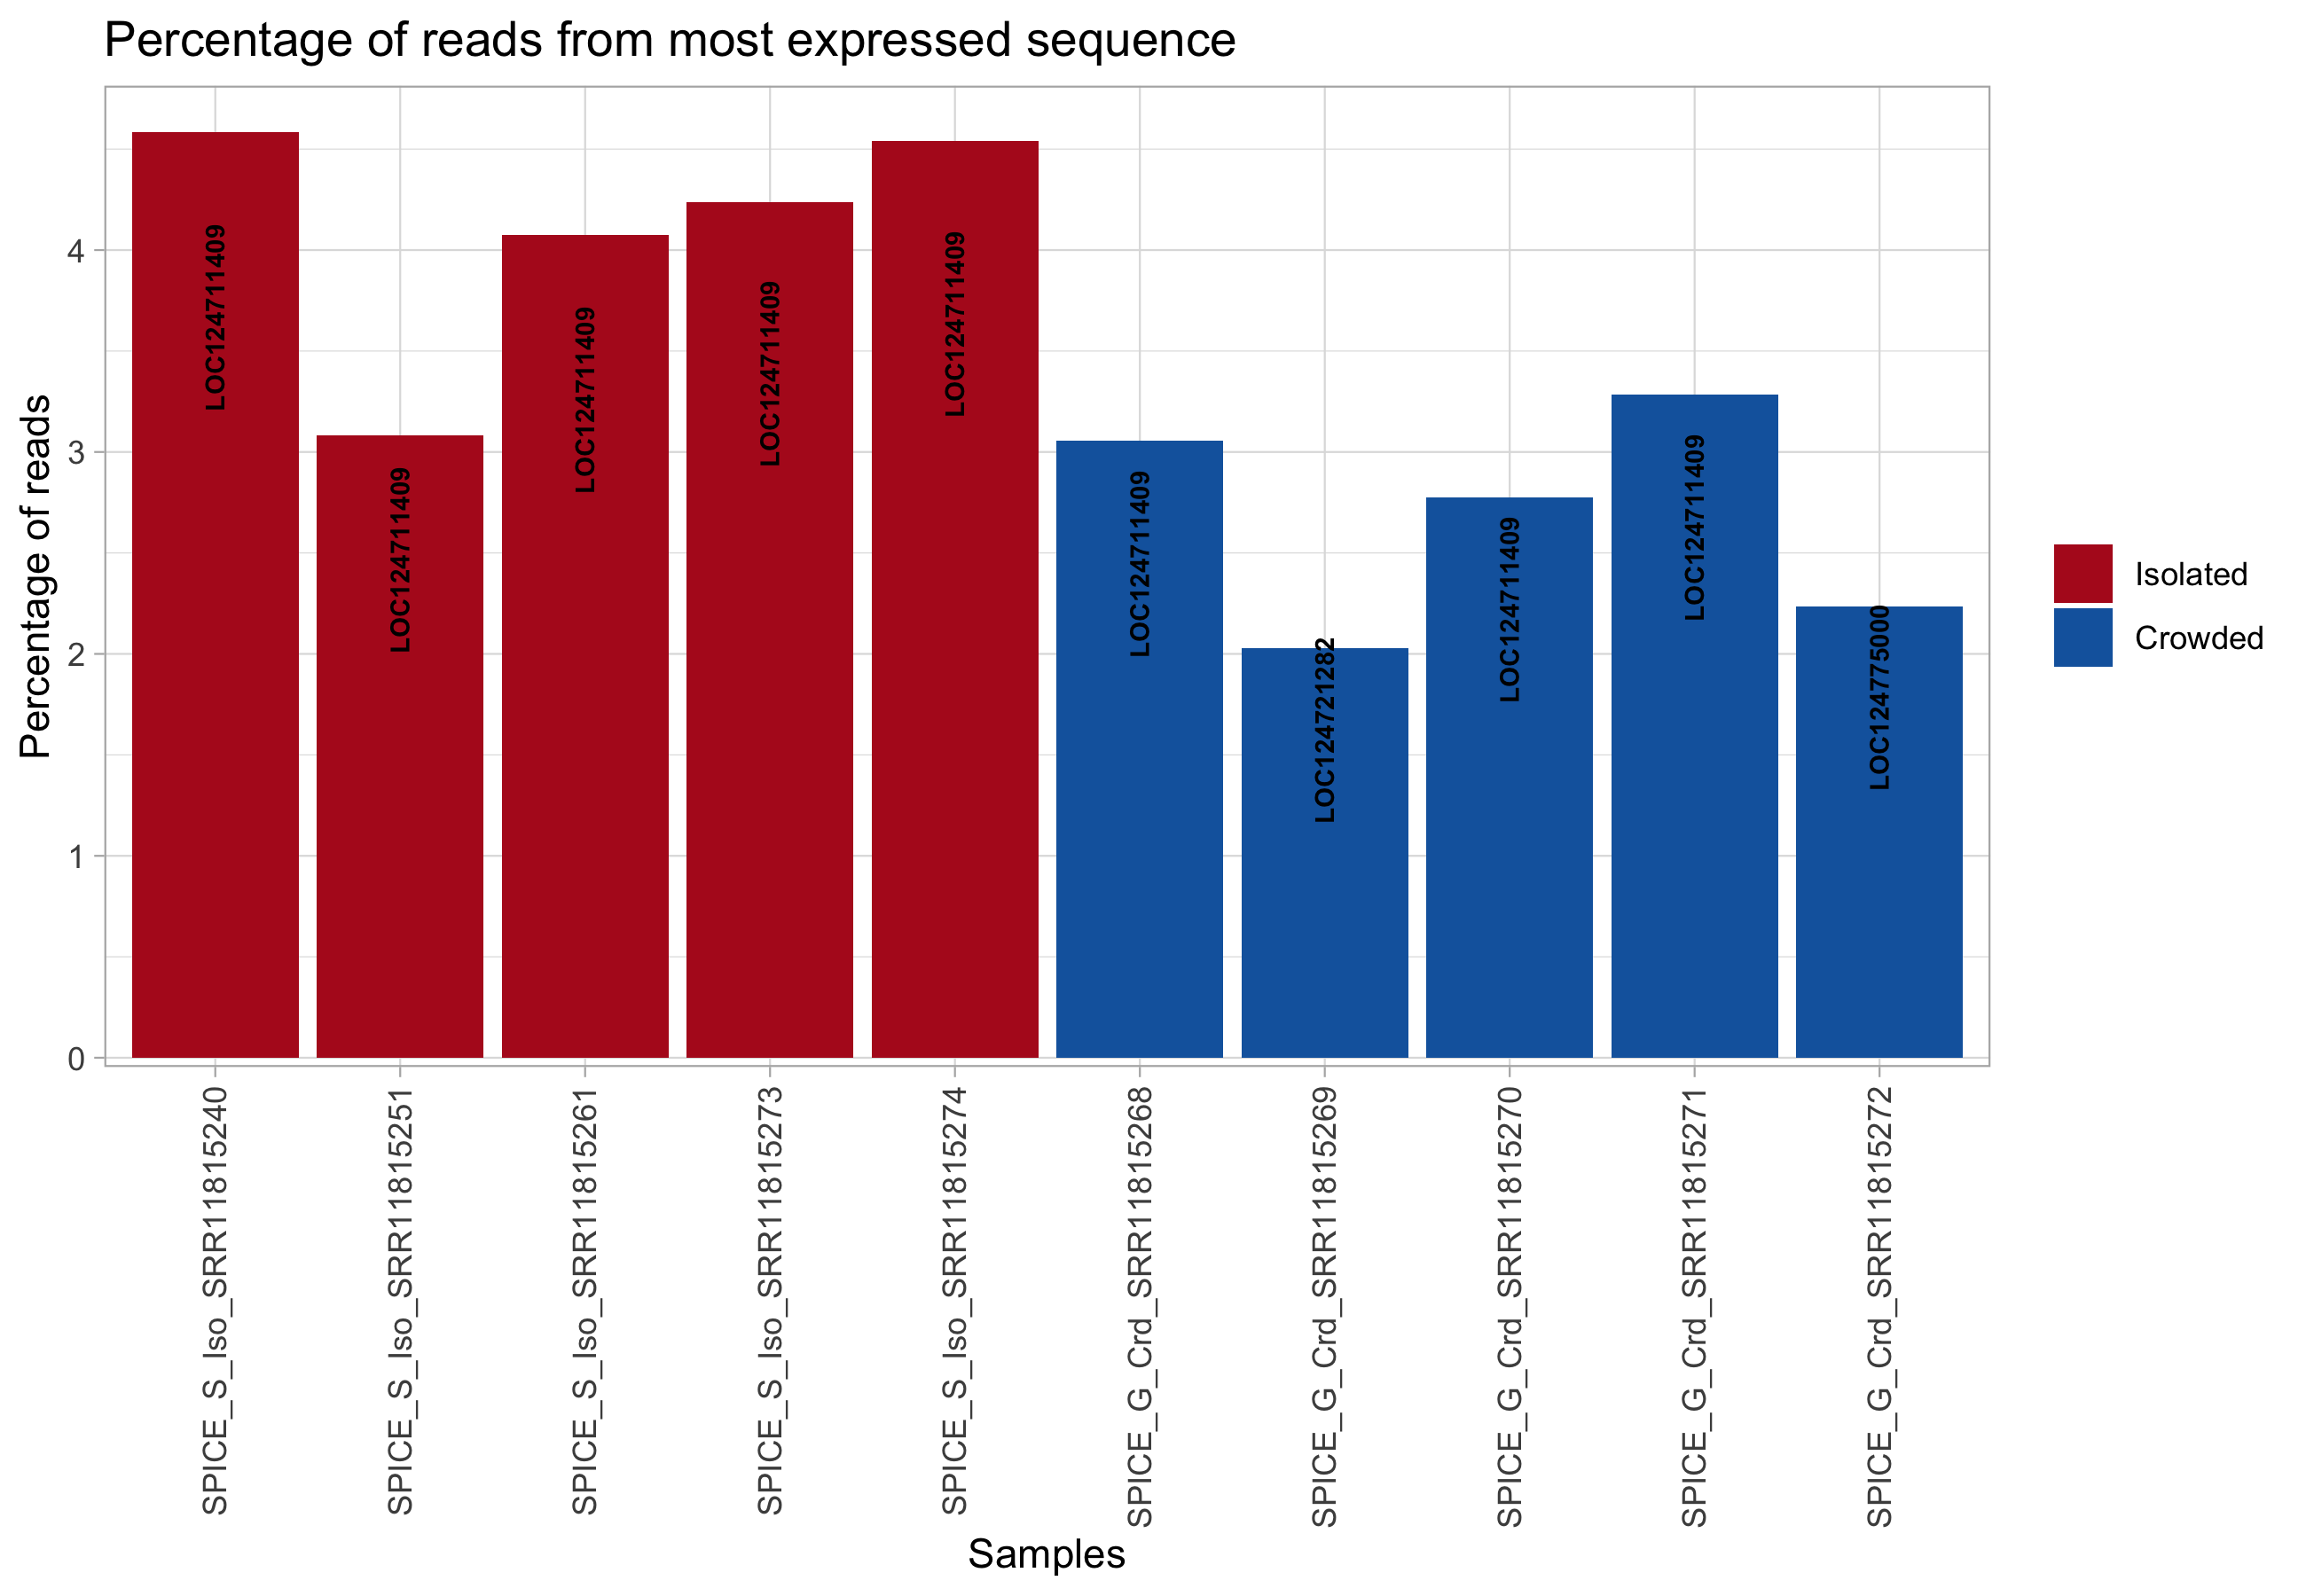 Percentage of reads from most expressed sequence
Percentage of reads
4
3
2
1
0
LOC124711409
LOC124711409
LOC124711409
LOC124711409
LOC124711409
LOC124711409
LOC124721282
LOC124711409
LOC124711409
LOC124775000
Isolated
Crowded
SPICE_S_Iso_SRR11815240
SPICE_S_Iso_SRR11815251
SPICE_S_Iso_SRR11815261
SPICE_S_Iso_SRR11815273
SPICE_S_Iso_SRR11815274
SPICE_G_Crd_SRR11815268
SPICE_G_Crd_SRR11815269
SPICE_G_Crd_SRR11815270
SPICE_G_Crd_SRR11815271
SPICE_G_Crd_SRR11815272
Samples